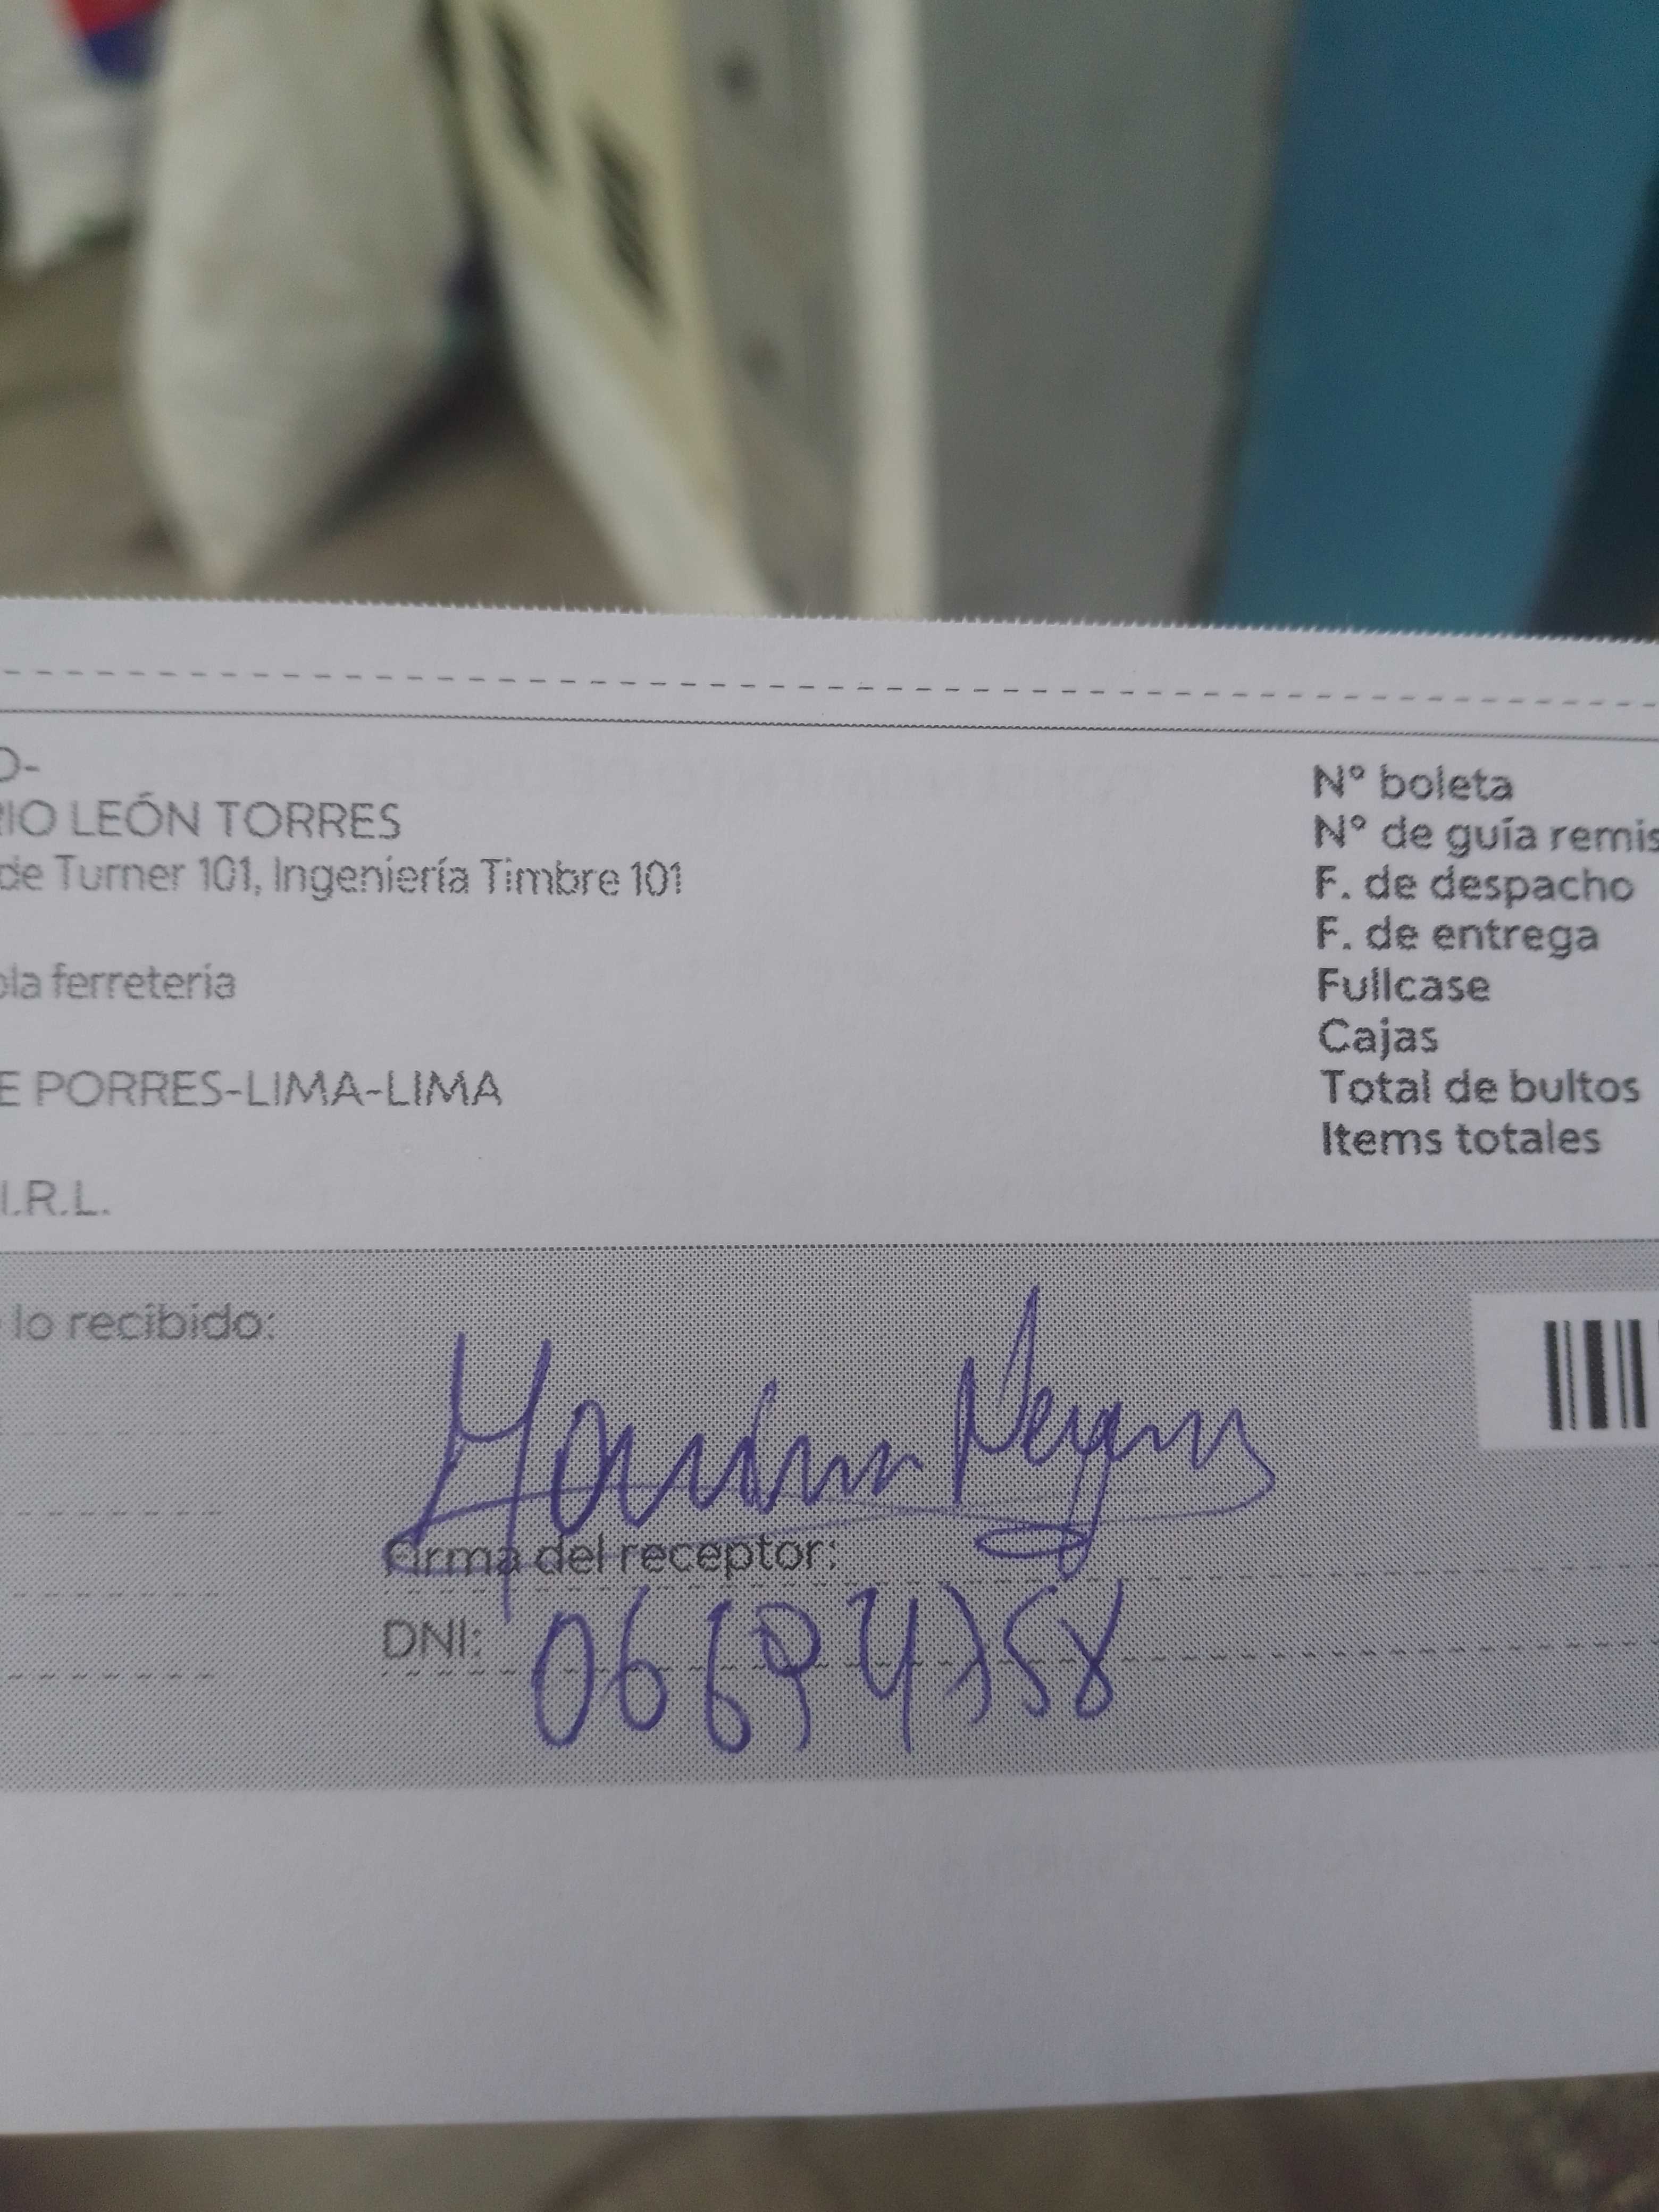 O-
RIO LEÓN TORRES
de Turner 101, Ingeniería Timbre 101
ola ferretería
E PORRES-LIMA-LIMA
I.R.L.
N° boleta
N° de guía remis
F. de despacho
F. de entrega
Fullcase
Cajas
Total de bultos
Items totales
lo recibido:
Firma del receptor:
DNI: 06694758